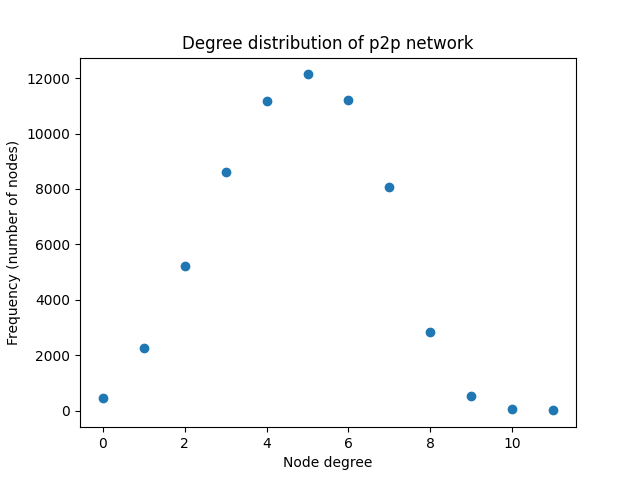 Degree distribution of p2p network
12000
10000
8000
6000
4000
2000
0
Frequency (number of nodes)
0 2 4 6 8 10
Node degree